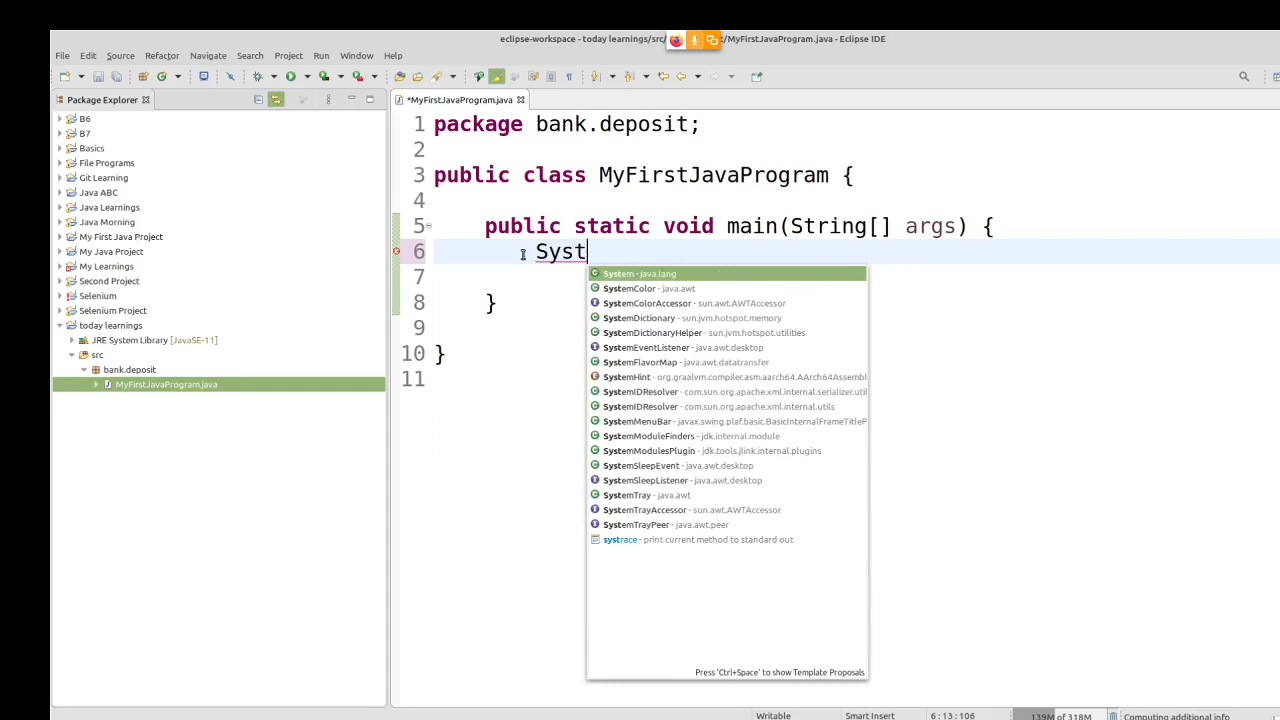 eclipse-workspace - today learnings/src/ t/MyFirstJavaProgram.java - Eclipse IDE
File Edit Source Refactor Navigate Search Project Run Window Help
Package Explorer
*MyFirstJavaProgram.java
B6
B7
Basics
File Programs
Git Learning
Java ABC
Java Learnings
Java Morning
My First Java Project
My Java Project
My Learnings
Second Project
Selenium
Selenium Project
today learnings
JRE System Library [JavaSE-11]
src
bank.deposit
MyFirstJavaProgram.java
1 package bank.deposit;
2
3 public class MyFirstJavaProgram {
4
5 public static void main(String[] args) {
6 Syst
7
8 }
9
10 }
11
System - java.lang
SystemColor - java.awt
SystemColorAccessor - sun.awt.AWTAccessor
SystemDictionary - sun.jvm.hotspot.memory
SystemDictionaryHelper - sun.jvm.hotspot.utilities
SystemEventListener - java.awt.desktop
SystemFlavorMap - java.awt.datatransfer
SystemHint - org.graalvm.compiler.asm.aarch64.AArch64Assembl
SystemIDResolver - com.sun.org.apache.xml.internal.serializer.util
SystemIDResolver - com.sun.org.apache.xml.internal.utils
SystemMenuBar - javax.swing.plaf.basic.BasicInternalFrameTitleP
SystemModuleFinders - jdk.internal.module
SystemModulesPlugin - jdk.tools.jlink.internal.plugins
SystemSleepEvent - java.awt.desktop
SystemSleepListener - java.awt.desktop
SystemTray - java.awt
SystemTrayAccessor - sun.awt.AWTAccessor
SystemTrayPeer - java.awt.peer
systrace - print current method to standard out
Press 'Ctrl+Space' to show Template Proposals
Writable Smart Insert 6 : 13 : 106 139M of 318M Computing additional info